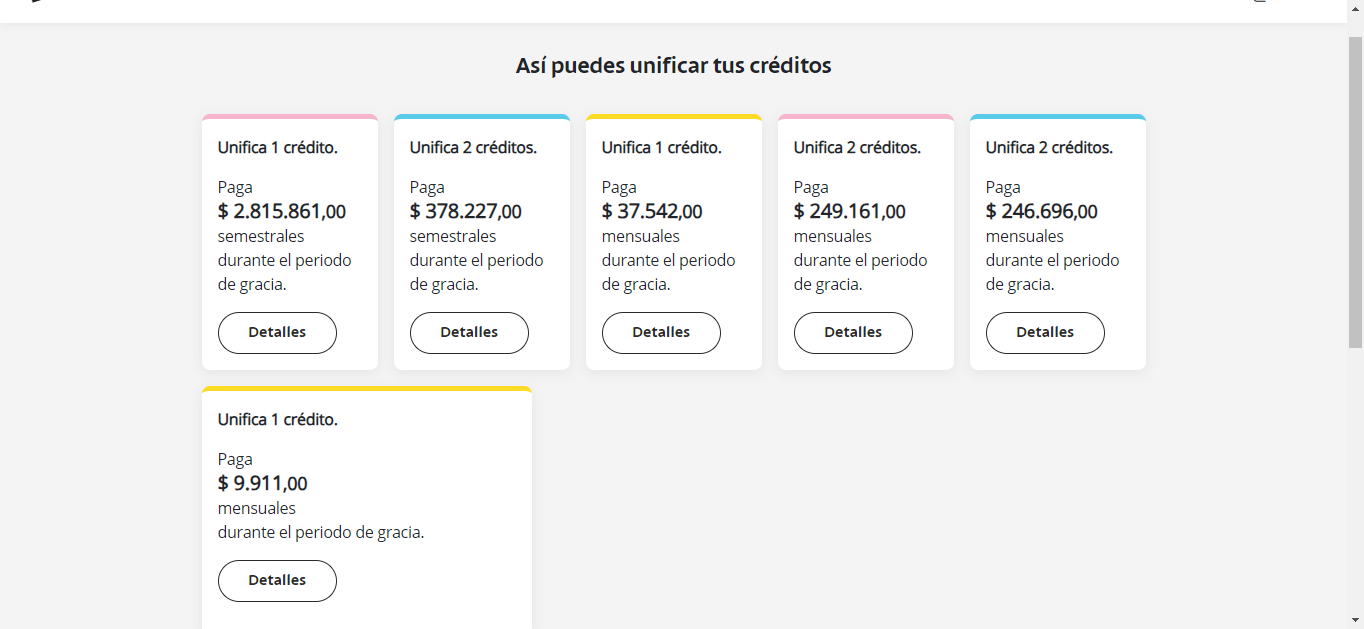 Así puedes unificar tus créditos
Unifica 1 crédito.
Paga
$ 2.815.861,00
semestrales
durante el periodo
de gracia.
Detalles
Unifica 2 créditos.
Paga
$ 378.227,00
semestrales
durante el periodo
de gracia.
Detalles
Unifica 1 crédito.
Paga
$ 37.542,00
mensuales
durante el periodo
de gracia.
Detalles
Unifica 2 créditos.
Paga
$ 249.161,00
mensuales
durante el periodo
de gracia.
Detalles
Unifica 2 créditos.
Paga
$ 246.696,00
mensuales
durante el periodo
de gracia.
Detalles
Unifica 1 crédito.
Paga
$ 9.911,00
mensuales
durante el periodo de gracia.
Detalles